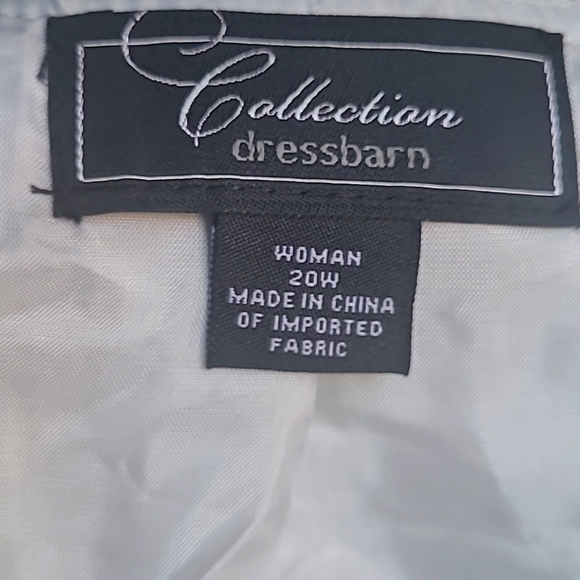 Collection
dressbarn
WOMAN
20W
MADE IN CHINA
OF IMPORTED
FABRIC